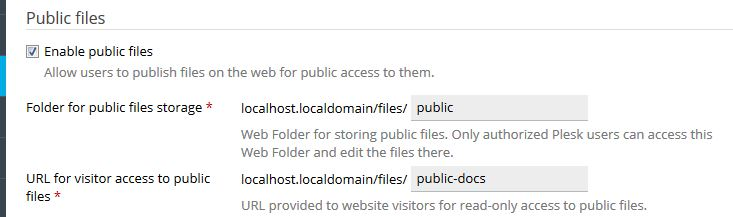 Public files
Enable public files
Allow users to publish files on the web for public access to them.
Folder for public files storage * localhost.localdomain/files/ public
Web Folder for storing public files. Only authorized Plesk users can access this
Web Folder and edit the files there.
URL for visitor access to public localhost.localdomain/files/ public-docs
files *
URL provided to website visitors for read-only access to public files.